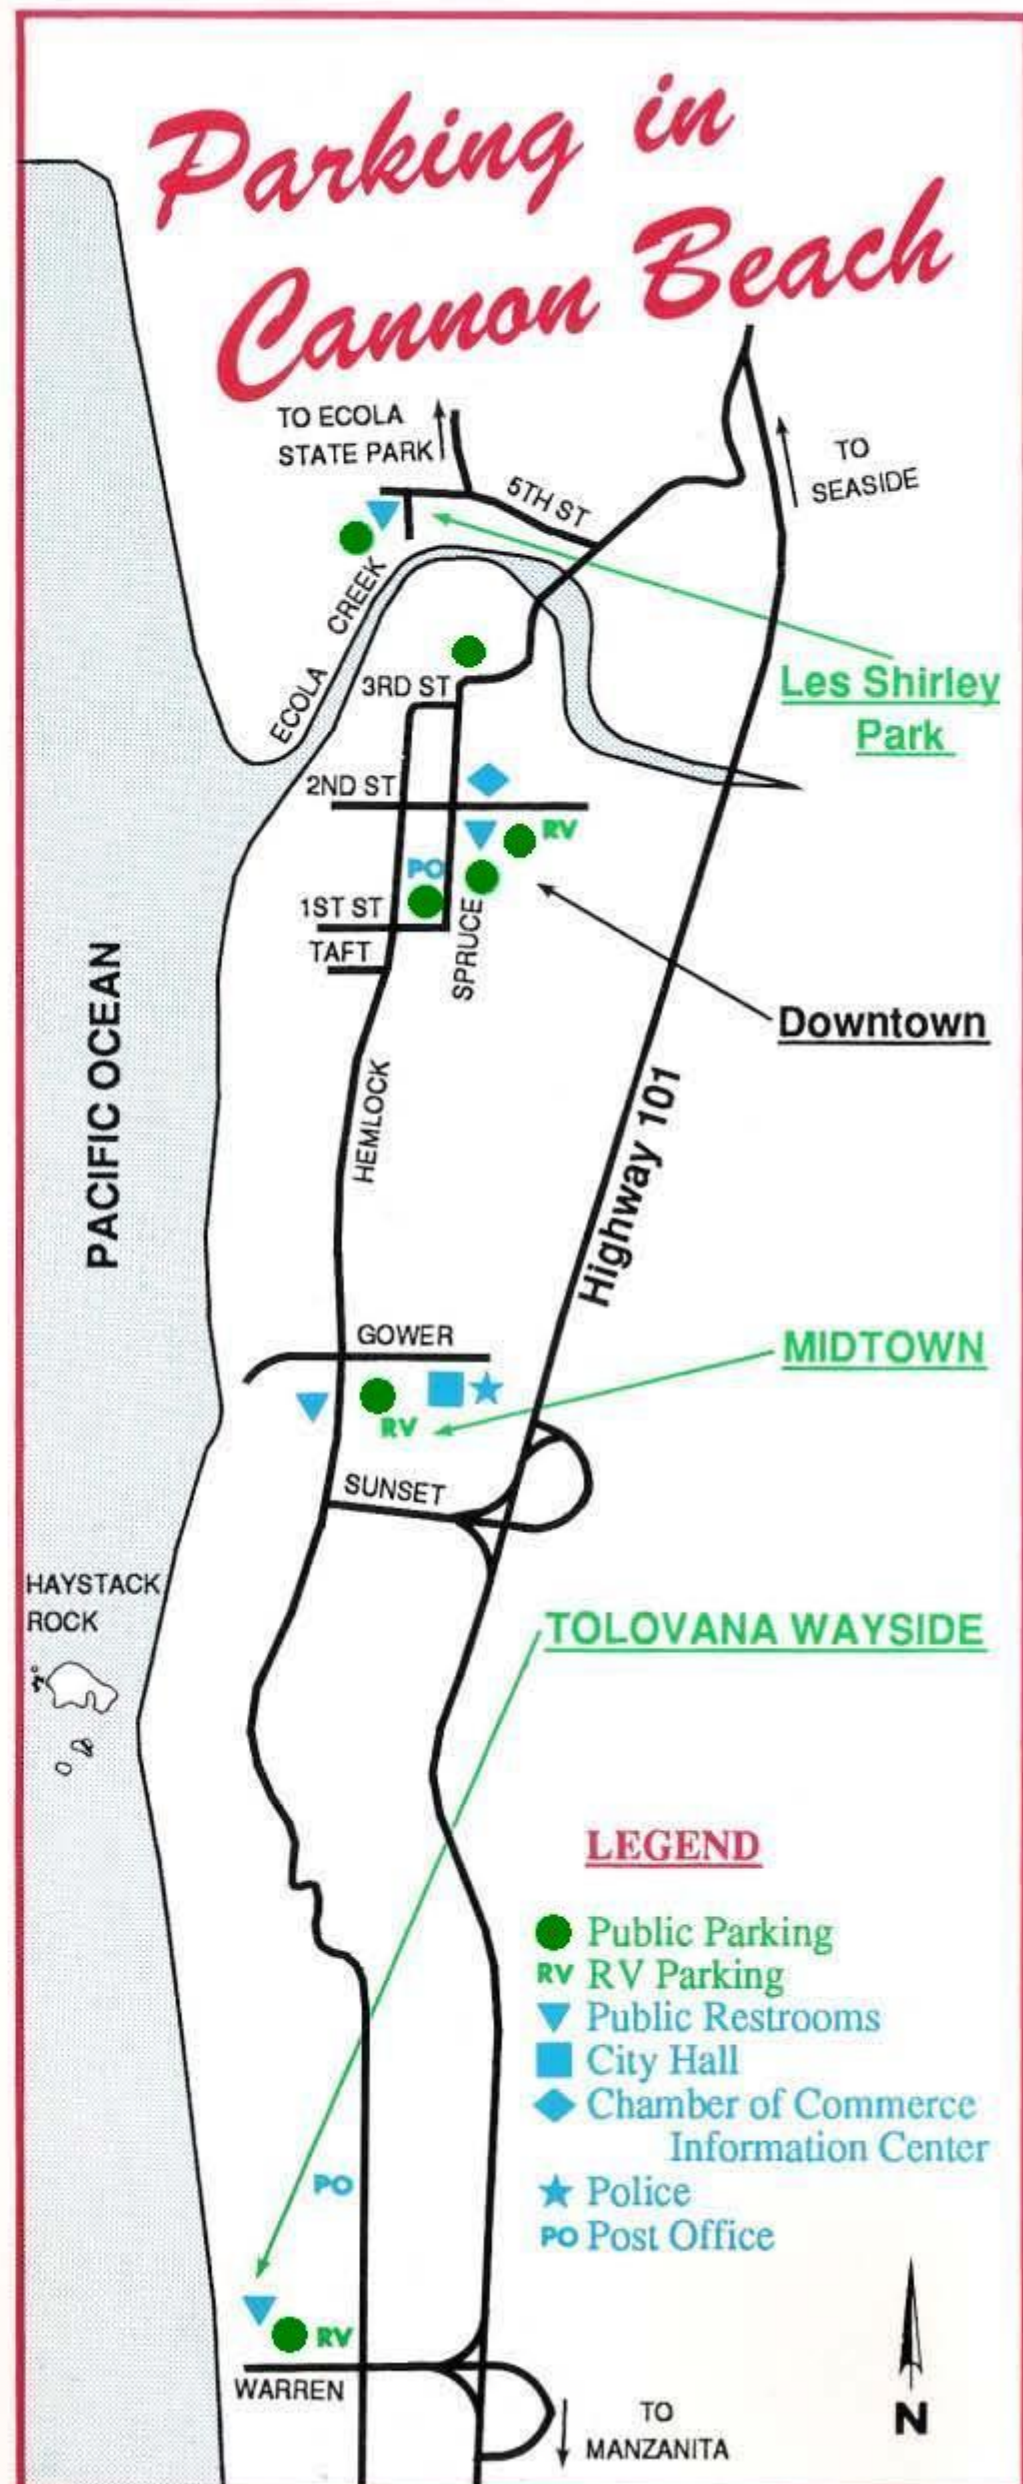 Parking in
Cannon Beach
TO ECOLA
STATE PARK
TO
SEASIDE
5TH ST
ECOLA CREEK
Les Shirley
Park
3RD ST
2ND ST
RV
PO
1ST ST
SPRUCE
TAFT
Downtown
PACIFIC OCEAN
HEMLOCK
Highway 101
GOWER
MIDTOWN
RV
SUNSET
HAYSTACK
ROCK
TOLOVANA WAYSIDE
LEGEND
Public Parking
RV RV Parking
Public Restrooms
City Hall
Chamber of Commerce
Information Center
Police
PO Post Office
PO
RV
WARREN
TO
MANZANITA
N